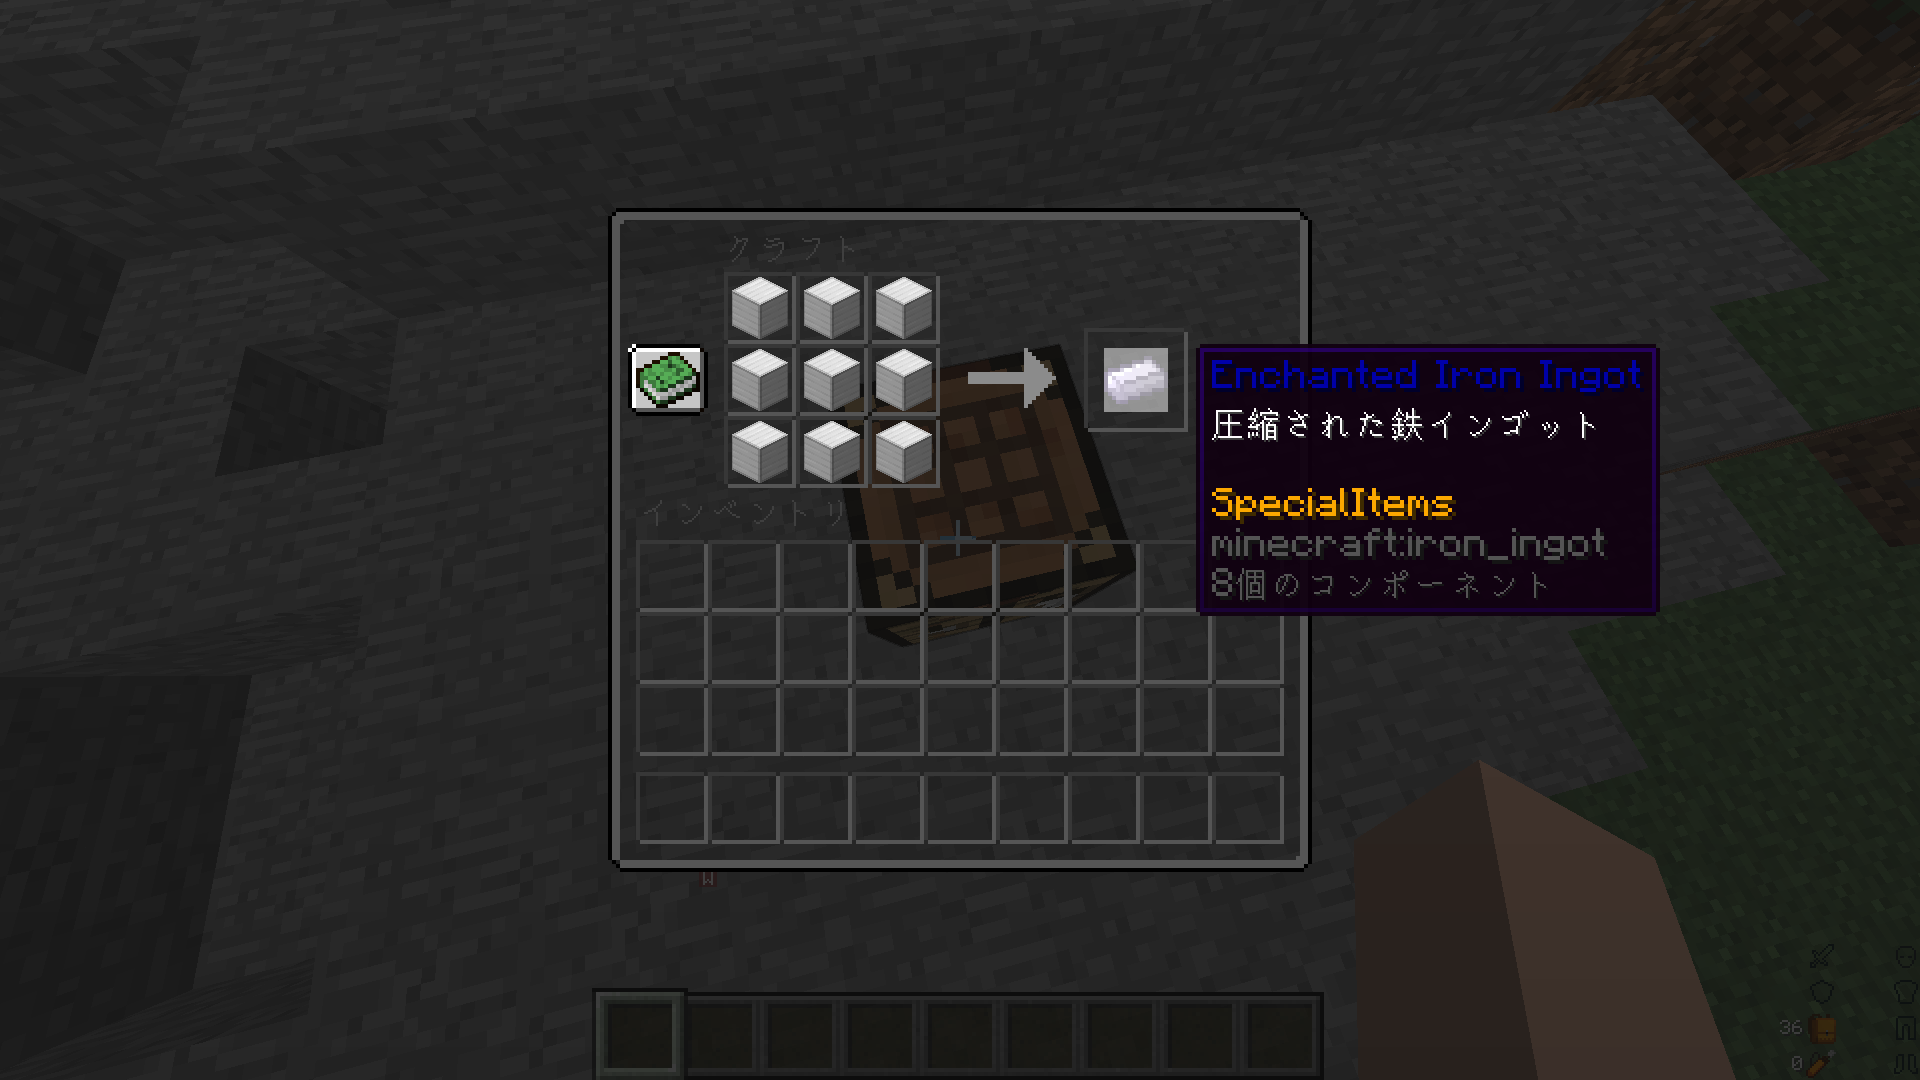 クラフト
Enchanted Iron Ingot
圧縮された鉄インゴット
SpecialItems
minecraft:iron_ingot
8個のコンポーネント
インベントリ
W
36
0